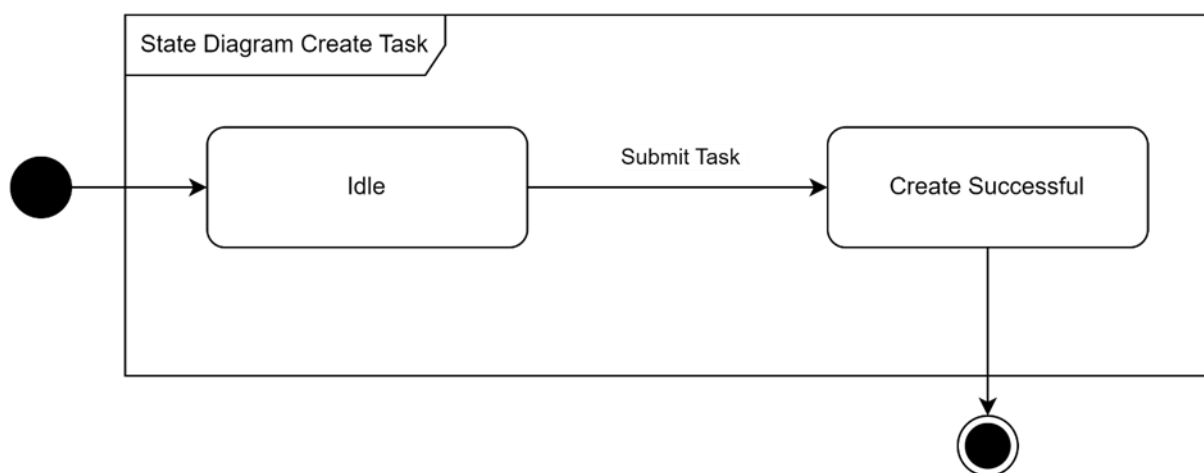 State Diagram Create Task
Submit Task
Idle
Create Successful